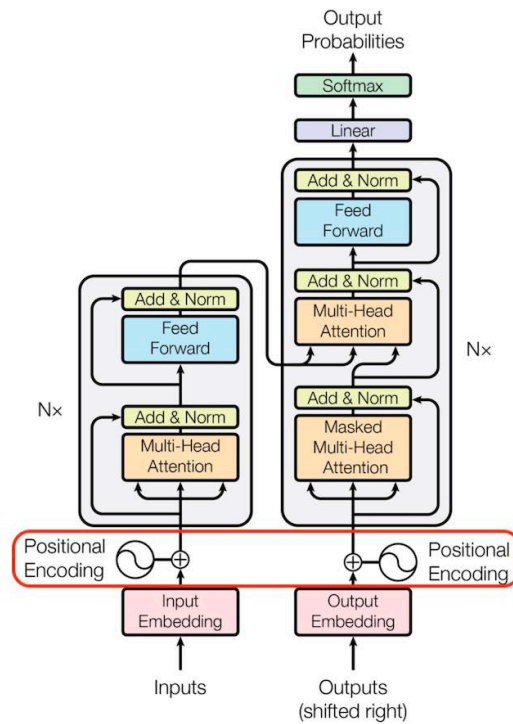 Output
Probabilities
Softmax
Linear
Add & Norm
Feed
Forward
Add & Norm
Multi-Head
Attention
Add & Norm
Masked
Multi-Head
Attention
Nx
Add & Norm
Feed
Forward
Add & Norm
Multi-Head
Attention
Nx
Positional
Encoding
Positional
Encoding
Input
Embedding
Output
Embedding
Inputs
Outputs
(shifted right)